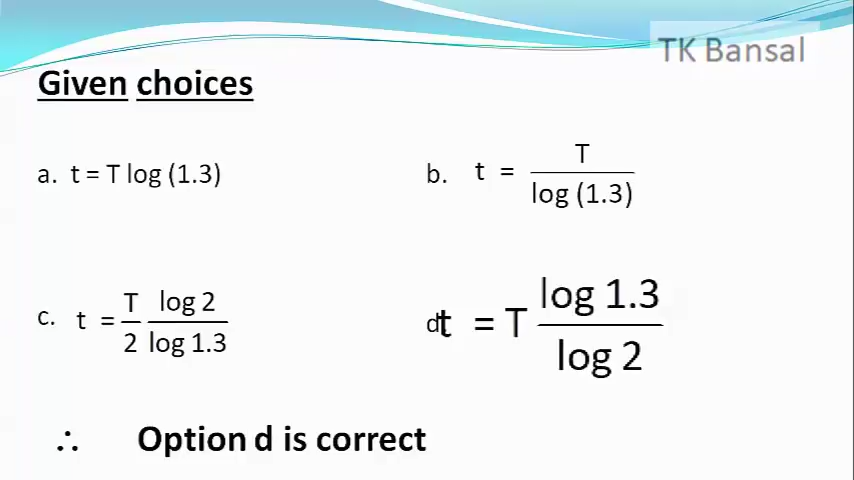 TK Bansal
Given choices
a. t = T log (1.3)
b. t = T / log (1.3)
c. t = T/2 log 2 / log 1.3
d. t = T log 1.3 / log 2
∴ Option d is correct